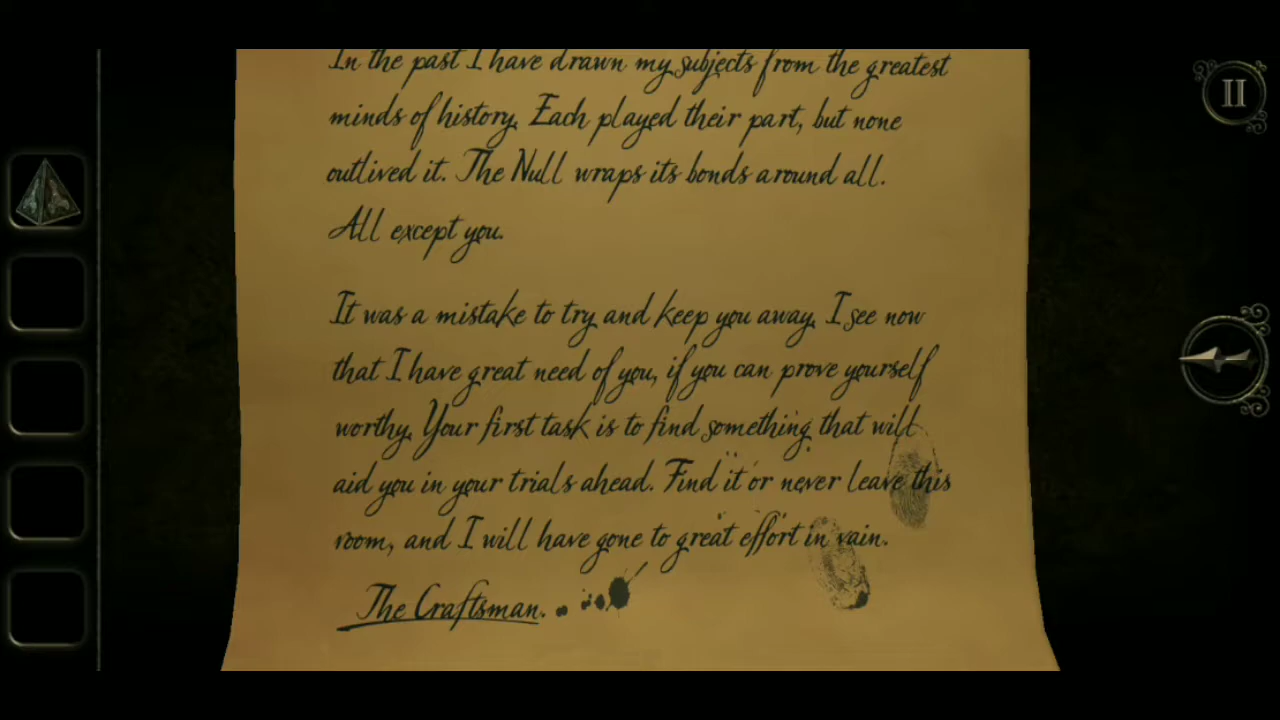 In the past I have drawn my subjects from the greatest
minds of history. Each played their part, but none
outlived it. The Null wraps its bonds around all.
All except you.
It was a mistake to try and keep you away. I see now
that I have great need of you, if you can prove yourself
worthy. Your first task is to find something that will
aid you in your trials ahead. Find it or never leave this
room, and I will have gone to great effort in vain.
The Craftsman.